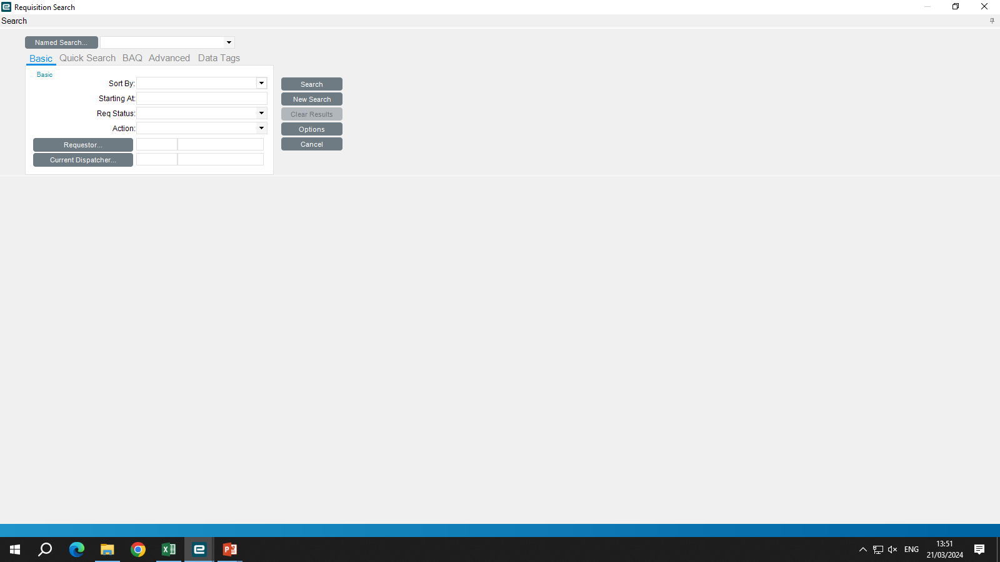 Requisition Search
Search
Named Search...
Basic Quick Search BAQ Advanced Data Tags
Basic
Sort By:
Starting At:
Req Status:
Action:
Requestor...
Current Dispatcher...
Search
New Search
Clear Results
Options
Cancel
ENG
13:51
21/03/2024